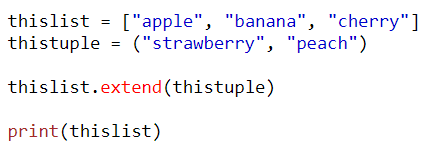 thislist = ["apple", "banana", "cherry"]
thistuple = ("strawberry", "peach")
thislist.extend(thistuple)
print(thislist)